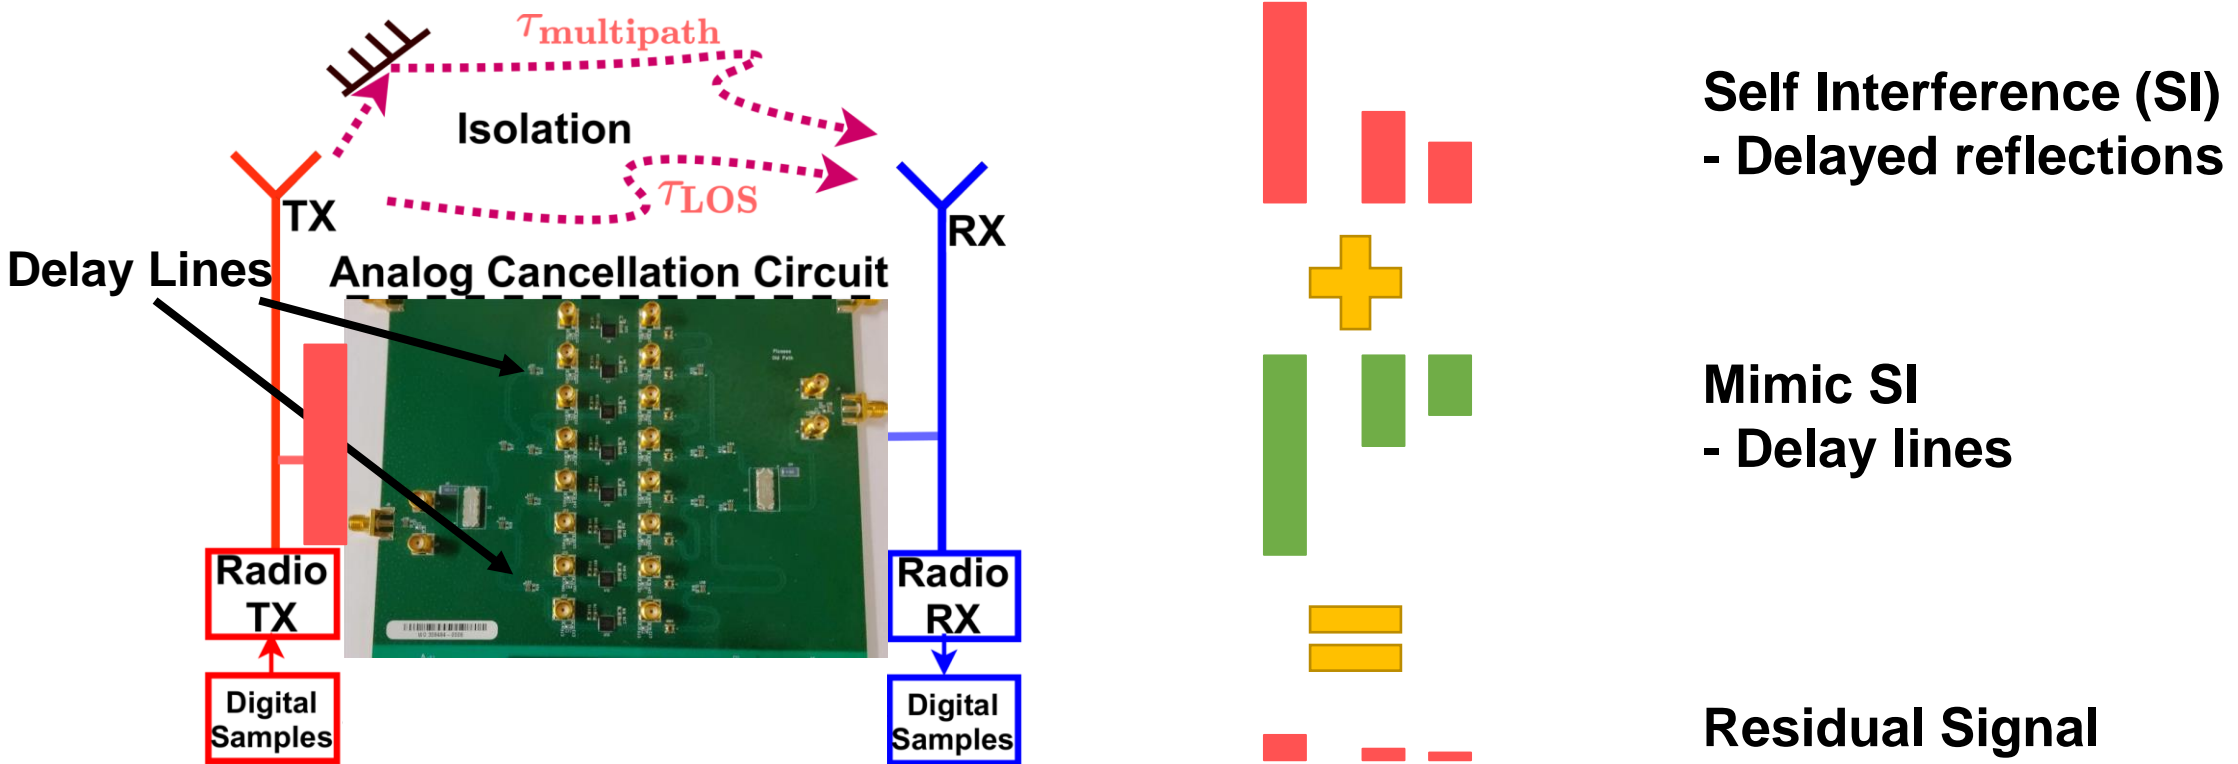 τmultipath
Isolation
τLOS
TX
RX
Delay Lines
Analog Cancellation Circuit
Radio
TX
Digital
Samples
Radio
RX
Digital
Samples
Self Interference (SI)
- Delayed reflections
Mimic SI
- Delay lines
Residual Signal